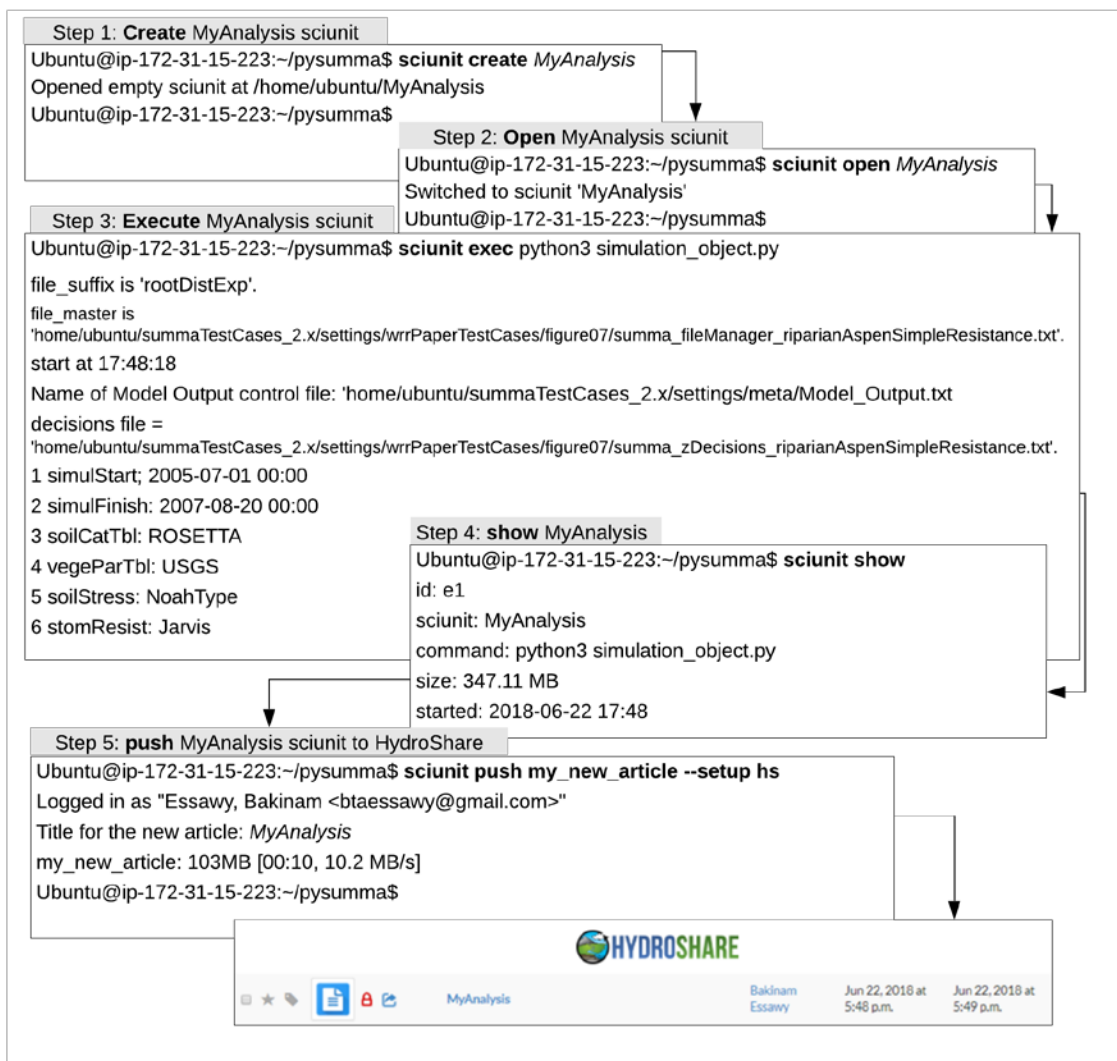 Step 1: Create MyAnalysis sciunit
Ubuntu@ip-172-31-15-223:~/pysumma$ sciunit create MyAnalysis
Opened empty sciunit at /home/ubuntu/MyAnalysis
Ubuntu@ip-172-31-15-223:~/pysumma$
Step 2: Open MyAnalysis sciunit
Ubuntu@ip-172-31-15-223:~/pysumma$ sciunit open MyAnalysis
Switched to sciunit 'MyAnalysis'
Ubuntu@ip-172-31-15-223:~/pysumma$
Step 3: Execute MyAnalysis sciunit
Ubuntu@ip-172-31-15-223:~/pysumma$ sciunit exec python3 simulation_object.py
file_suffix is 'rootDistExp'.
file_master is
'home/ubuntu/summaTestCases_2.x/settings/wrrPaperTestCases/figure07/summa_fileManager_riparianAspenSimpleResistance.txt'.
start at 17:48:18
Name of Model Output control file: 'home/ubuntu/summaTestCases_2.x/settings/meta/Model_Output.txt
decisions file =
'home/ubuntu/summaTestCases_2.x/settings/wrrPaperTestCases/figure07/summa_zDecisions_riparianAspenSimpleResistance.txt'.
1 simulStart; 2005-07-01 00:00
2 simulFinish: 2007-08-20 00:00
3 soilCatTbl: ROSETTA
4 vegeParTbl: USGS
5 soilStress: NoahType
6 stomResist: Jarvis
Step 4: show MyAnalysis
Ubuntu@ip-172-31-15-223:~/pysumma$ sciunit show
id: e1
sciunit: MyAnalysis
command: python3 simulation_object.py
size: 347.11 MB
started: 2018-06-22 17:48
Step 5: push MyAnalysis sciunit to HydroShare
Ubuntu@ip-172-31-15-223:~/pysumma$ sciunit push my_new_article --setup hs
Logged in as "Essawy, Bakinam <btaessawy@gmail.com>"
Title for the new article: MyAnalysis
my_new_article: 103MB [00:10, 10.2 MB/s]
Ubuntu@ip-172-31-15-223:~/pysumma$
HYDROSHARE
MyAnalysis
Bakinam
Essawy
Jun 22, 2018 at
5:48 p.m.
Jun 22, 2018 at
5:49 p.m.